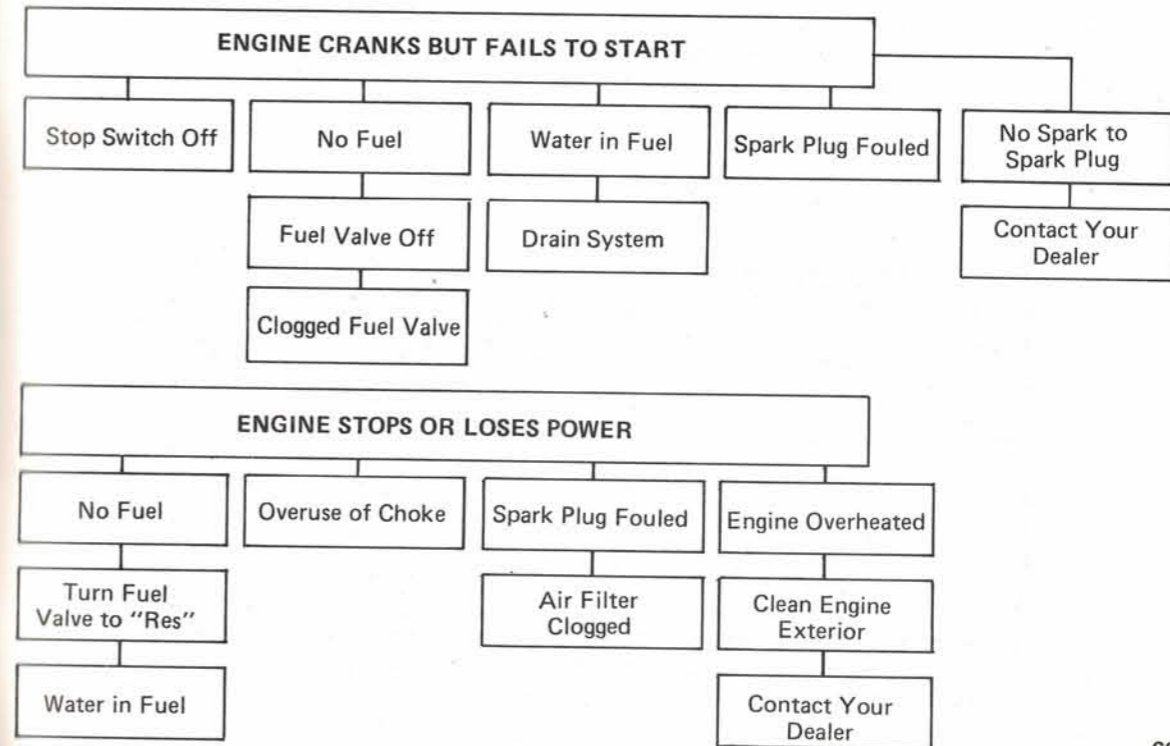 ENGINE CRANKS BUT FAILS TO START
Stop Switch Off
No Fuel
Water in Fuel
Spark Plug Fouled
No Spark to
Spark Plug
Fuel Valve Off
Drain System
Contact Your
Dealer
Clogged Fuel Valve
ENGINE STOPS OR LOSES POWER
No Fuel
Overuse of Choke
Spark Plug Fouled
Engine Overheated
Turn Fuel
Valve to "Res"
Air Filter
Clogged
Clean Engine
Exterior
Water in Fuel
Contact Your
Dealer